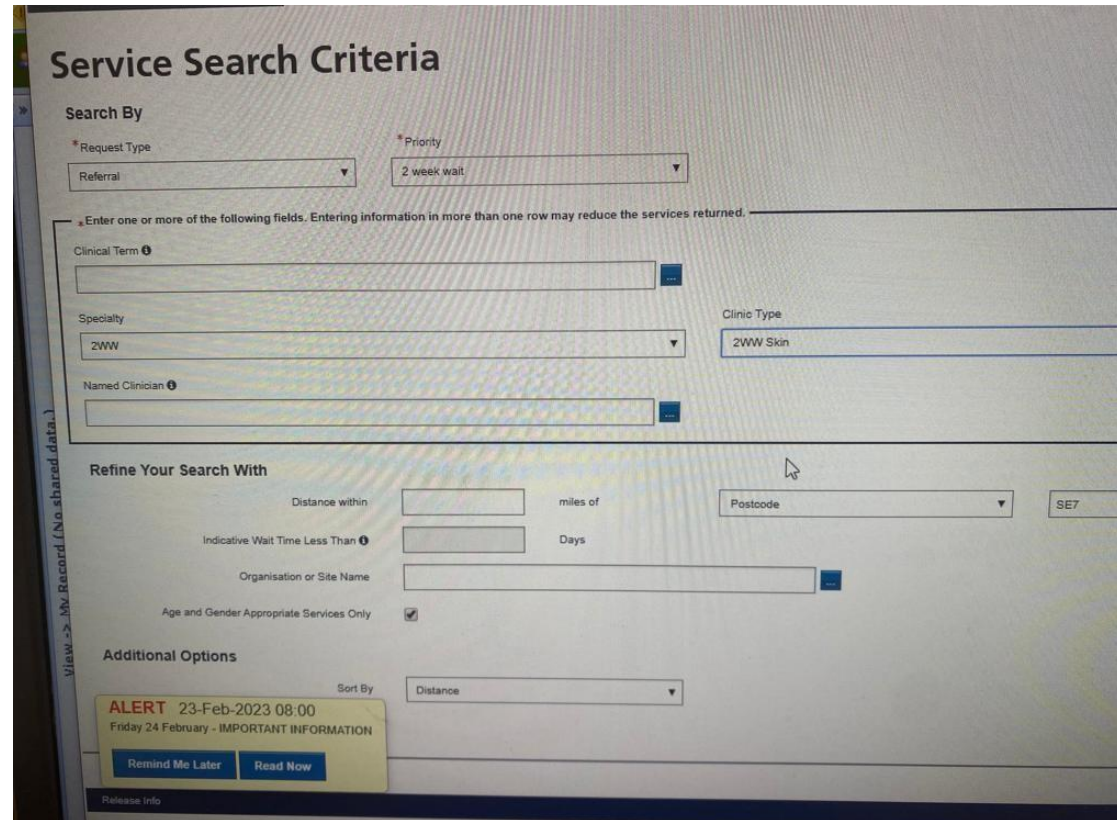 Service Search Criteria
Search By
*Request Type *Priority
Referral 2 week wait
*Enter one or more of the following fields. Entering information in more than one row may reduce the services returned.
Clinical Term
...
Specialty Clinic Type
2WW 2WW Skin
Named Clinician
...
Refine Your Search With
Distance within miles of Postcode SE7
Indicative Wait Time Less Than Days
Organisation or Site Name ...
Age and Gender Appropriate Services Only
Additional Options
Sort By Distance
ALERT 23-Feb-2023 08:00
Friday 24 February - IMPORTANT INFORMATION
Remind Me Later Read Now
Release Info
View -> My Record (No shared data.)